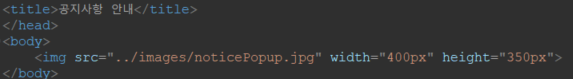 <title>공지사항 안내</title>
</head>
<body>
<img src="../images/noticePopup.jpg" width="400px" height="350px">
</body>